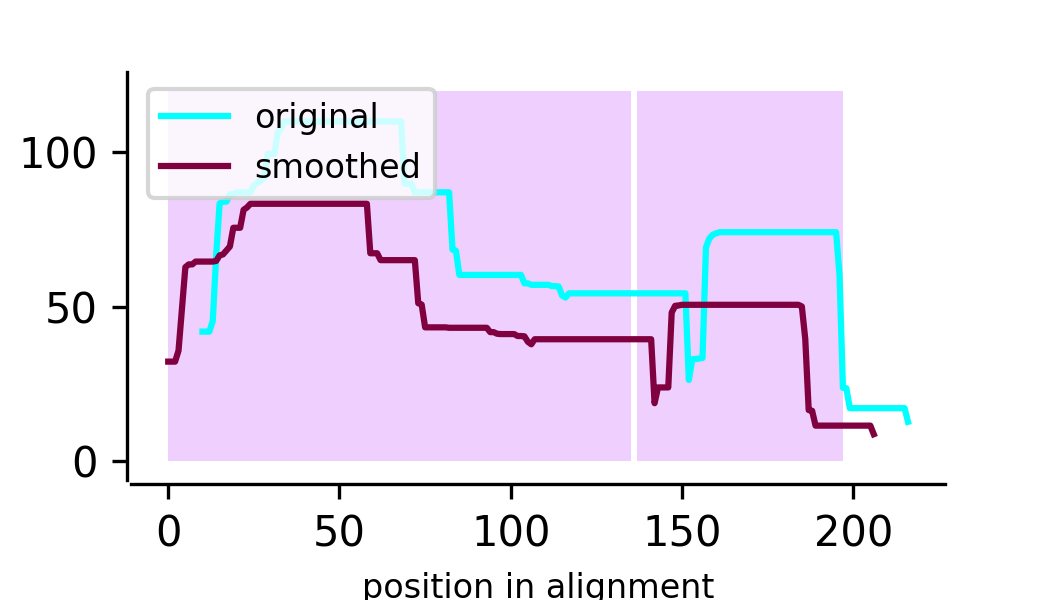 original
smoothed
100
50
0
0 50 100 150 200
position in alignment